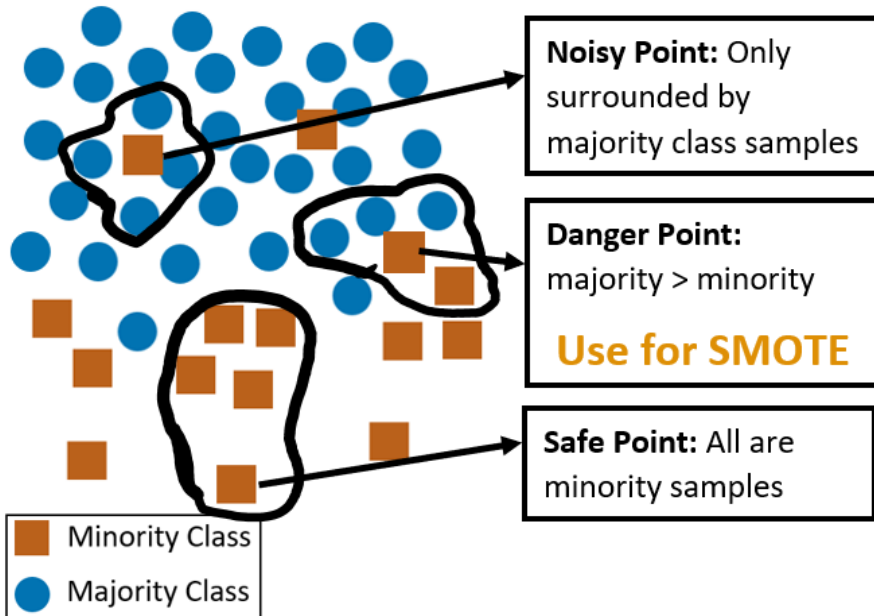 Noisy Point: Only
surrounded by
majority class samples
Danger Point:
majority > minority
Use for SMOTE
Safe Point: All are
minority samples
Minority Class
Majority Class